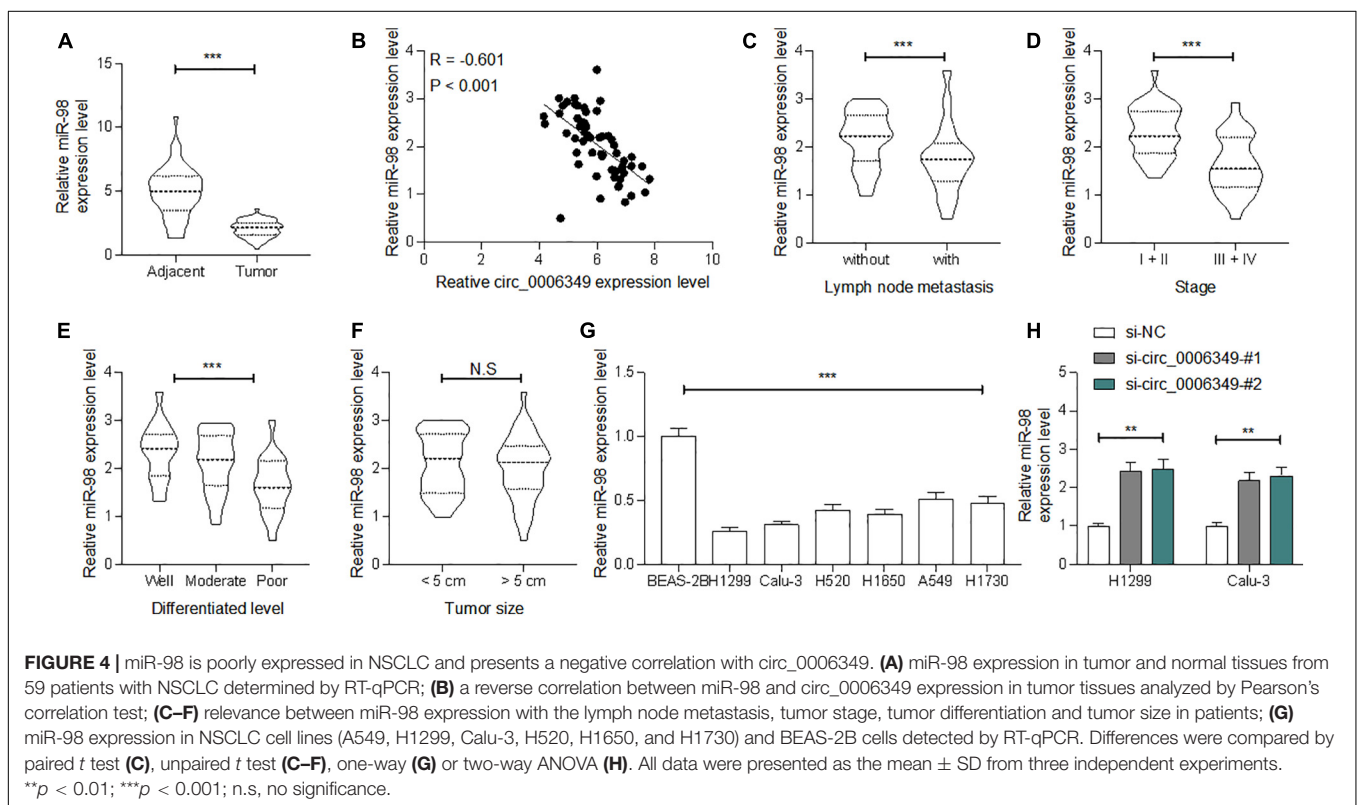 A
Relative miR-98
expression level
15
10
5
0
***
Adjacent
Tumor
B
Relative miR-98 expression level
4
3
2
1
0
R = -0.601
P < 0.001
0
2
4
6
8
10
Reative circ_0006349 expression level
C
Relative miR-98 expression level
4
3
2
1
0
***
without
with
Lymph node metastasis
D
Relative miR-98 expression level
4
3
2
1
0
***
I + II
III + IV
Stage
E
Relative miR-98 expression level
4
3
2
1
0
***
Well
Moderate
Poor
Differentiated level
F
Relative miR-98 expression level
4
3
2
1
0
N.S
< 5 cm
> 5 cm
Tumor size
G
Relative miR-98 expression level
1.5
1.0
0.5
0.0
***
BEAS-2B
H1299
Calu-3
H520
H1650
A549
H1730
H
si-NC
si-circ_0006349-#1
si-circ_0006349-#2
Relative miR-98
expression level
5
4
3
2
1
0
**
**
H1299
Calu-3
FIGURE 4 | miR-98 is poorly expressed in NSCLC and presents a negative correlation with circ_0006349. (A) miR-98 expression in tumor and normal tissues from
59 patients with NSCLC determined by RT-qPCR; (B) a reverse correlation between miR-98 and circ_0006349 expression in tumor tissues analyzed by Pearson's
correlation test; (C–F) relevance between miR-98 expression with the lymph node metastasis, tumor stage, tumor differentiation and tumor size in patients; (G)
miR-98 expression in NSCLC cell lines (A549, H1299, Calu-3, H520, H1650, and H1730) and BEAS-2B cells detected by RT-qPCR. Differences were compared by
paired t test (C), unpaired t test (C–F), one-way (G) or two-way ANOVA (H). All data were presented as the mean ± SD from three independent experiments.
**p < 0.01; ***p < 0.001; n.s, no significance.